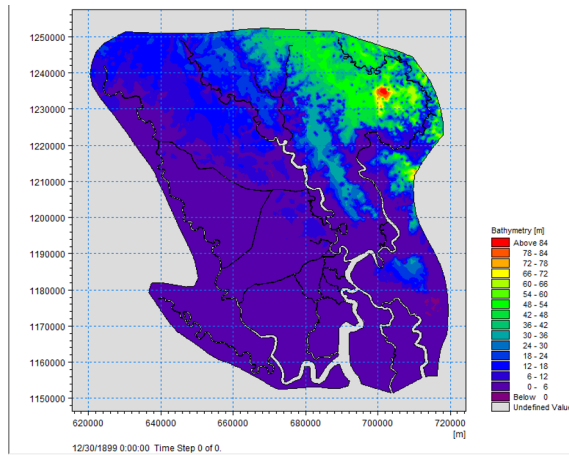 1250000
1240000
1230000
1220000
1210000
1200000
1190000
1180000
1170000
1160000
1150000
620000 640000 660000 680000 700000 720000
[m]
12/30/1899 0:00:00 Time Step 0 of 0.
Bathymetry [m]
Above 84
78 - 84
72 - 78
66 - 72
60 - 66
54 - 60
48 - 54
42 - 48
36 - 42
30 - 36
24 - 30
18 - 24
12 - 18
6 - 12
0 - 6
Below 0
Undefined Value